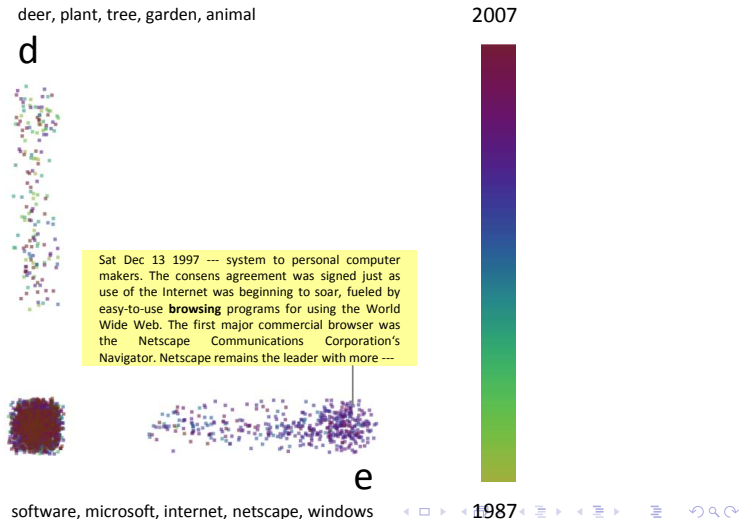 deer, plant, tree, garden, animal
2007
d
Sat Dec 13 1997 --- system to personal computer
makers. The consens agreement was signed just as
use of the Internet was beginning to soar, fueled by
easy-to-use browsing programs for using the World
Wide Web. The first major commercial browser was
the Netscape Communications Corporation's
Navigator. Netscape remains the leader with more ---
e
software, microsoft, internet, netscape, windows
1987